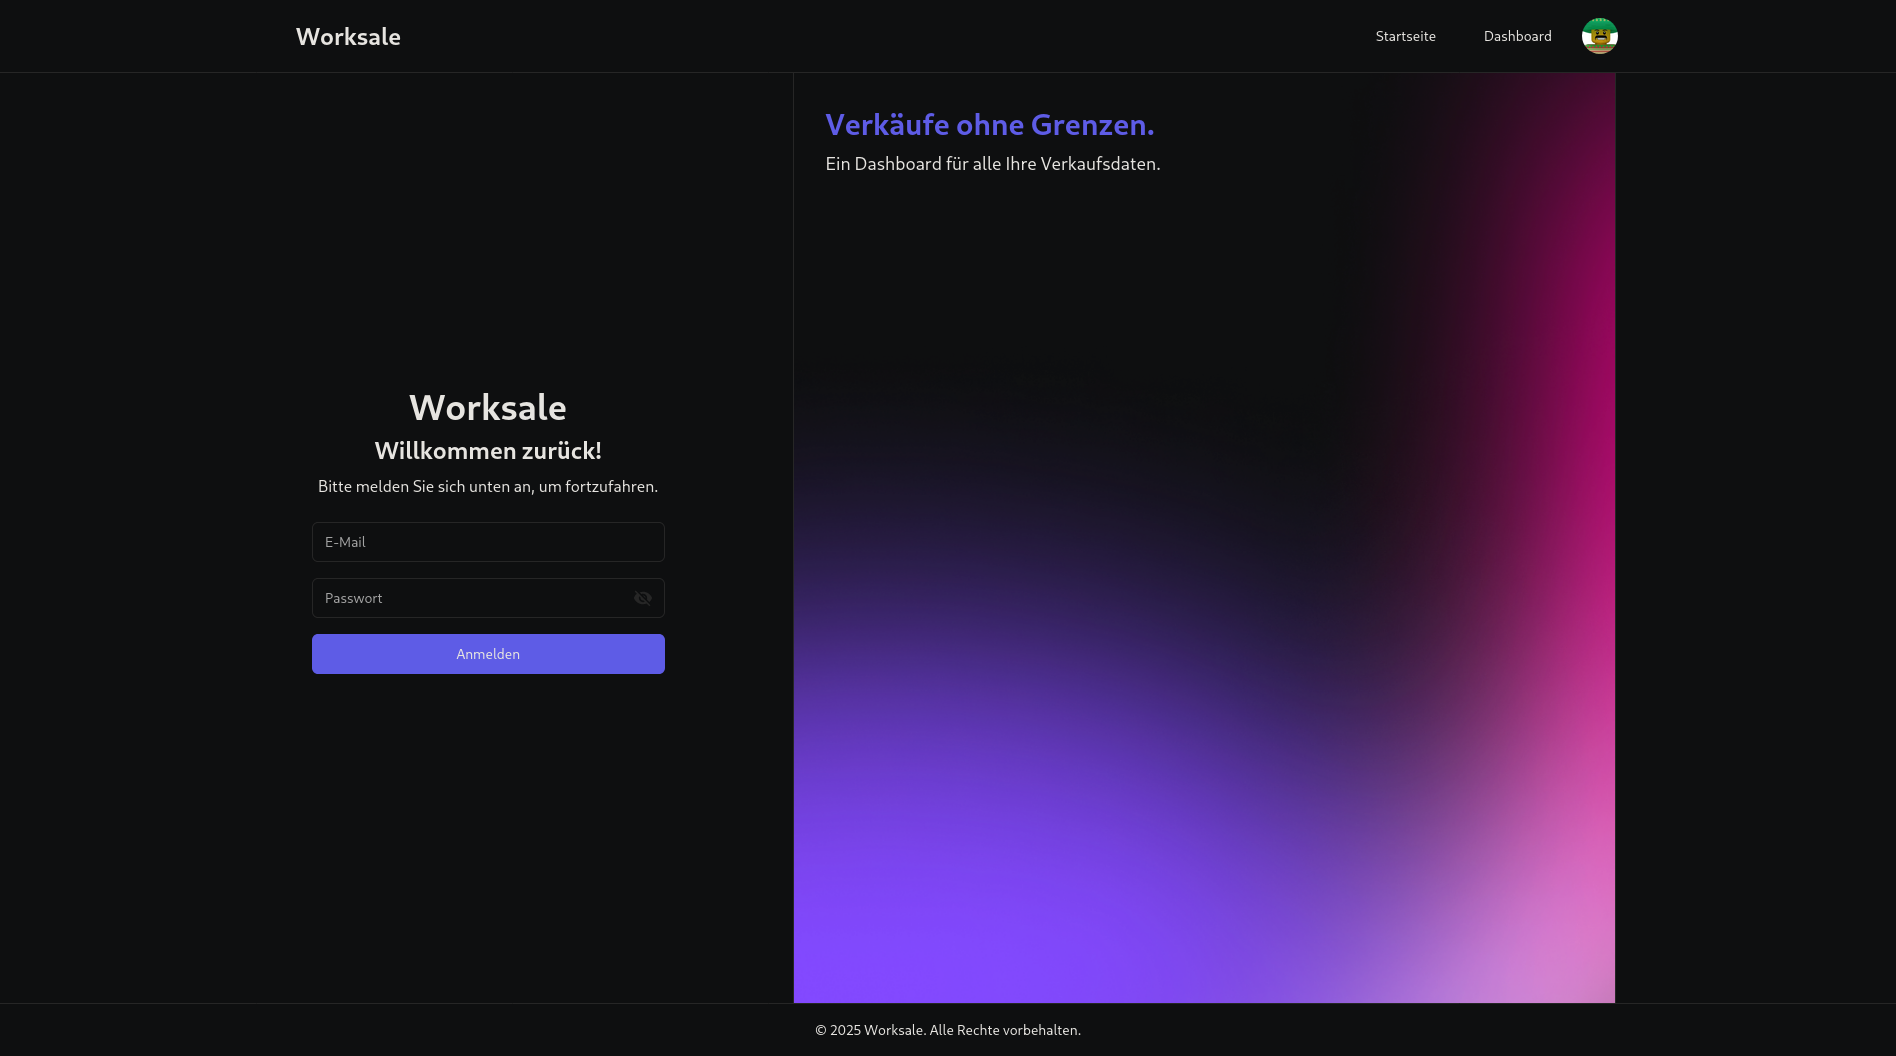 Worksale
Startseite
Dashboard
Verkäufe ohne Grenzen.
Ein Dashboard für alle Ihre Verkaufsdaten.
Worksale
Willkommen zurück!
Bitte melden Sie sich unten an, um fortzufahren.
E-Mail
Passwort
Anmelden
© 2025 Worksale. Alle Rechte vorbehalten.